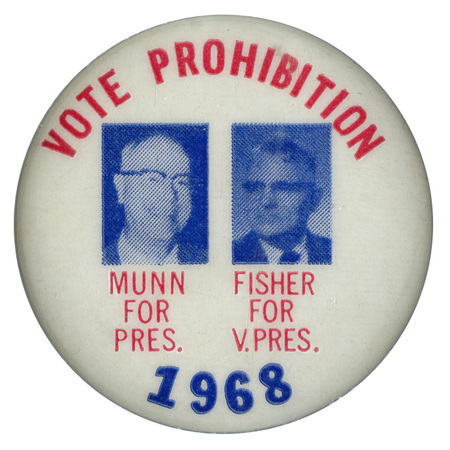 VOTE PROHIBITION
MUNN
FOR
PRES.
FISHER
FOR
V.PRES.
1968